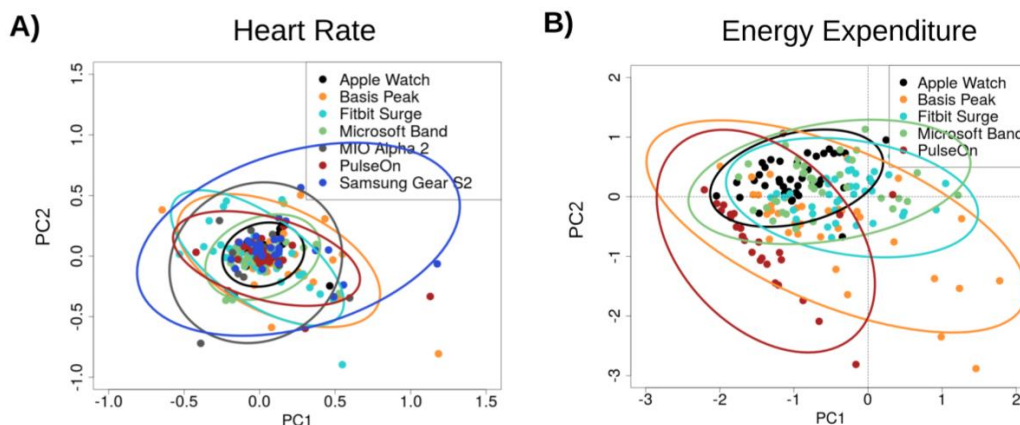 A)
Heart Rate
1.5
1.0
0.5
0.0
-0.5
-1.0
PC2
Apple Watch
Basis Peak
Fitbit Surge
Microsoft Band
MIO Alpha 2
PulseOn
Samsung Gear S2
-1.0 -0.5 0.0 0.5 1.0 1.5
PC1
B)
Energy Expenditure
2
1
0
-1
-2
-3
PC2
Apple Watch
Basis Peak
Fitbit Surge
Microsoft Band
PulseOn
-3 -2 -1 0 1 2
PC1